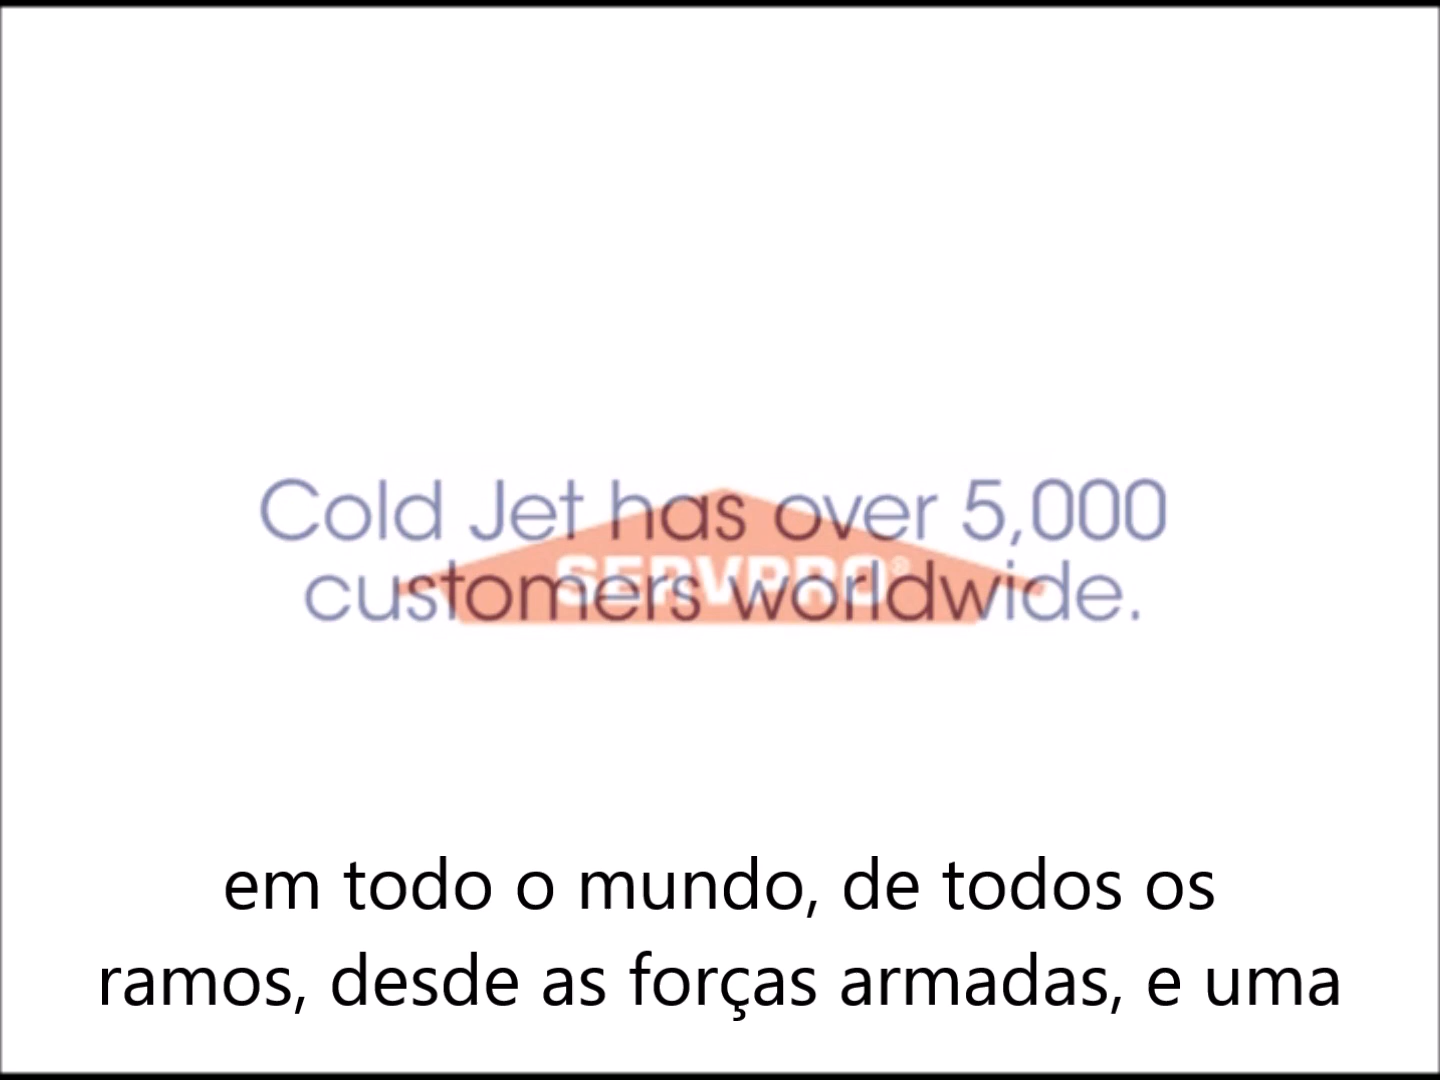 Cold Jet has over 5,000
SERVPRO®
customers worldwide.
em todo o mundo, de todos os
ramos, desde as forças armadas, e uma